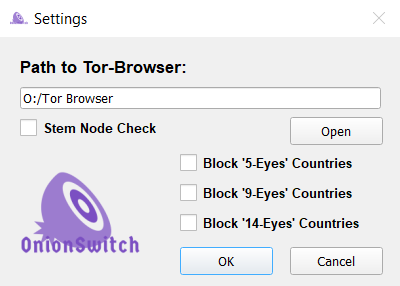 Settings
Path to Tor-Browser:
O:/Tor Browser
Stem Node Check
Open
Block '5-Eyes' Countries
Block '9-Eyes' Countries
Block '14-Eyes' Countries
OnionSwitch
OK
Cancel